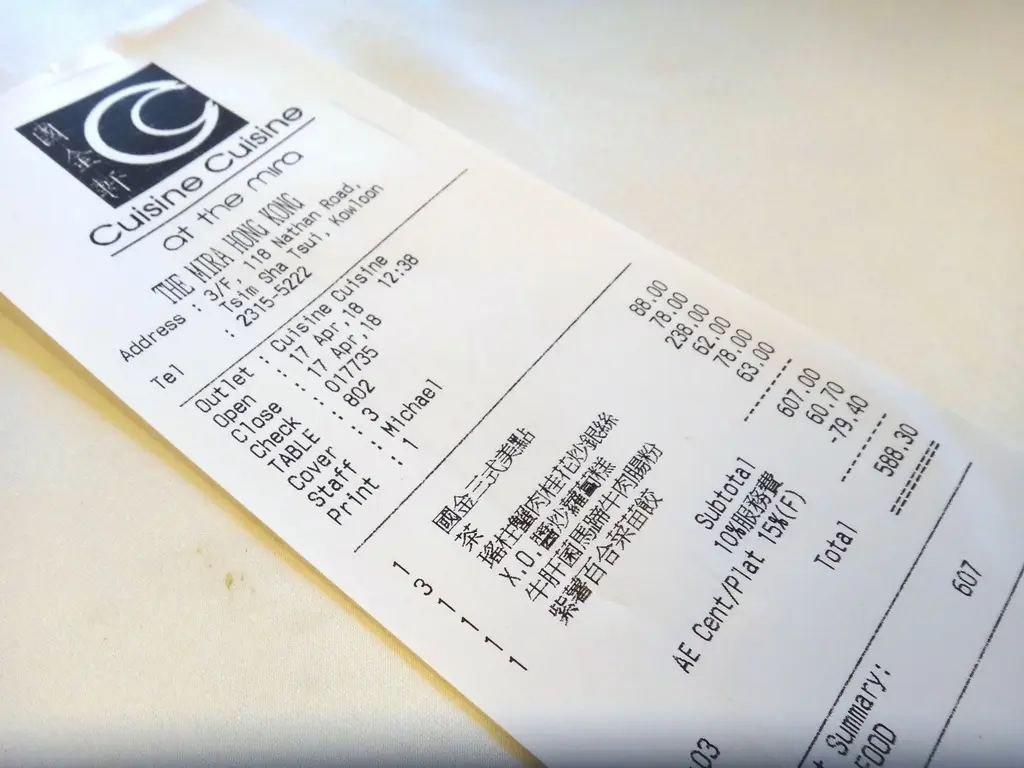 國金軒
Cuisine Cuisine
at the mira
THE MIRA HONG KONG
Address : 3/F, 118 Nathan Road,
Tsim Sha Tsui, Kowloon
Tel : 2315-5222
Outlet : Cuisine Cuisine
Open : 17 Apr,18 12:38
Close : 17 Apr,18
Check : 017735
TABLE : 802
Cover : 3
Staff : Michael
Print : 1
1 國金三式美點 88.00
3 茶 78.00
1 瑤柱蟹肉桂花炒銀絲 238.00
1 X.O.醬炒蘿蔔糕 62.00
1 牛肝菌馬蹄牛肉腸粉 78.00
1 紫薯百合菜苗餃 63.00
Subtotal 607.00
10%服務費 60.70
AE Cent/Plat 15%(F) -79.40
Total 588.30
Summary:
FOOD 607
03